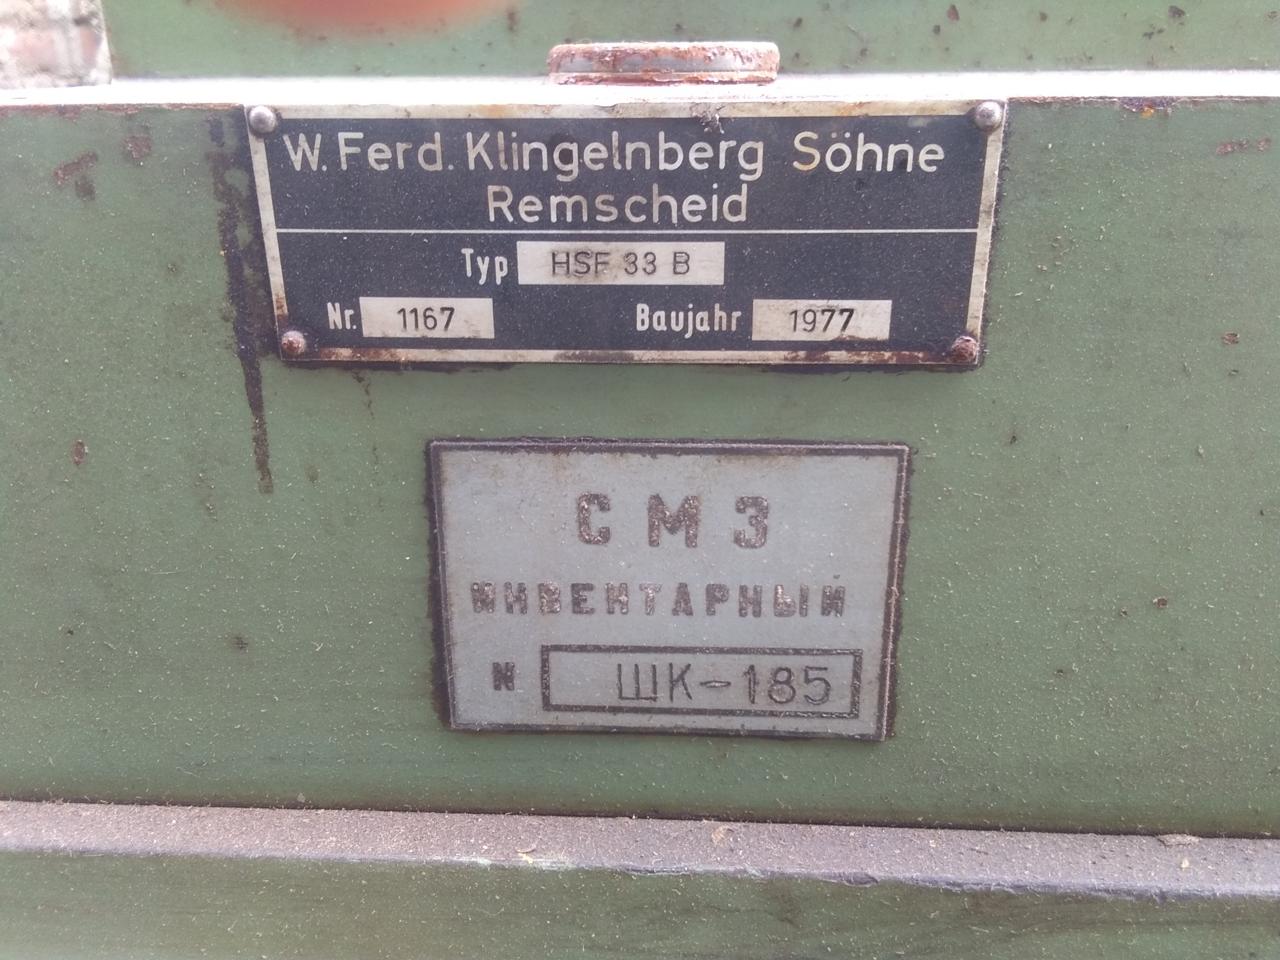 W. Ferd. Klingelnberg Söhne
Remscheid
Typ HSF 33 B
Nr. 1167 Baujahr 1977
СМЗ
ИНВЕНТАРНЫЙ
N ШК-185